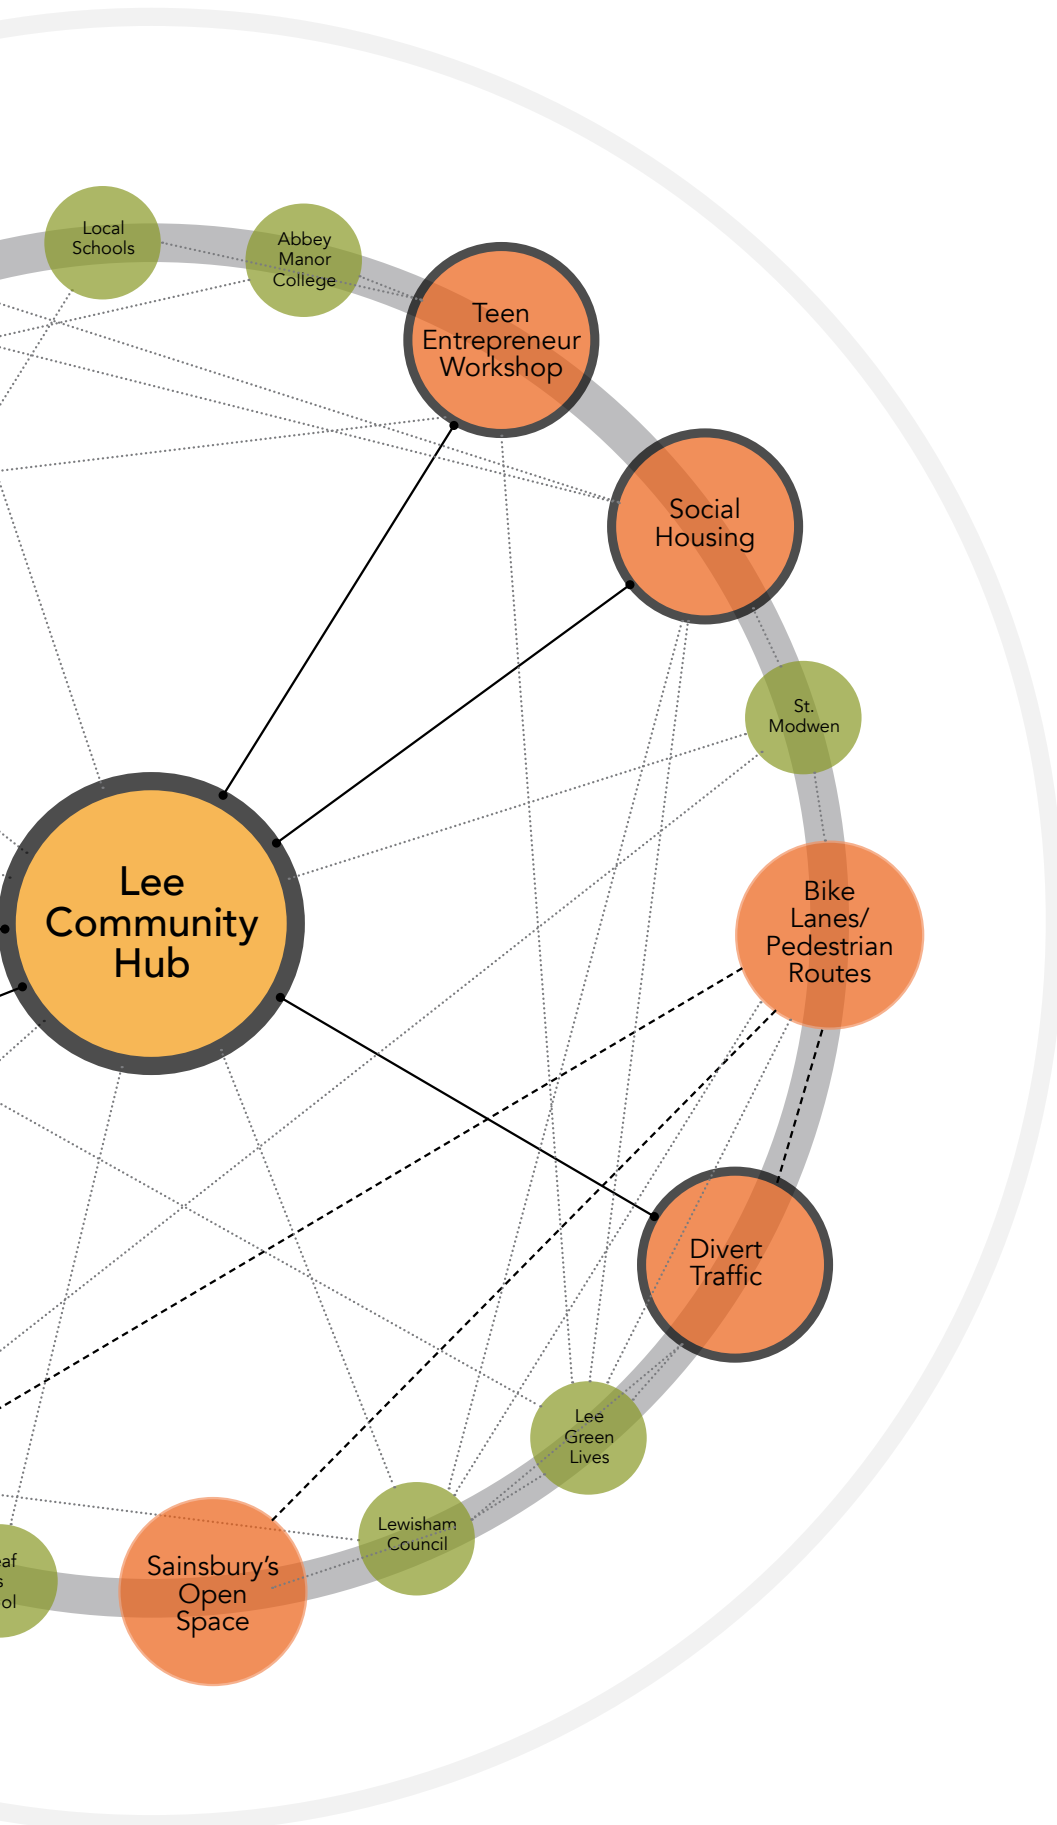 Local
Schools
Abbey
Manor
College
Teen
Entrepreneur
Workshop
Social
Housing
St.
Modwen
Lee
Community
Hub
Bike
Lanes/
Pedestrian
Routes
Divert
Traffic
Lee
Green
Lives
Lewisham
Council
Sainsbury’s
Open
Space